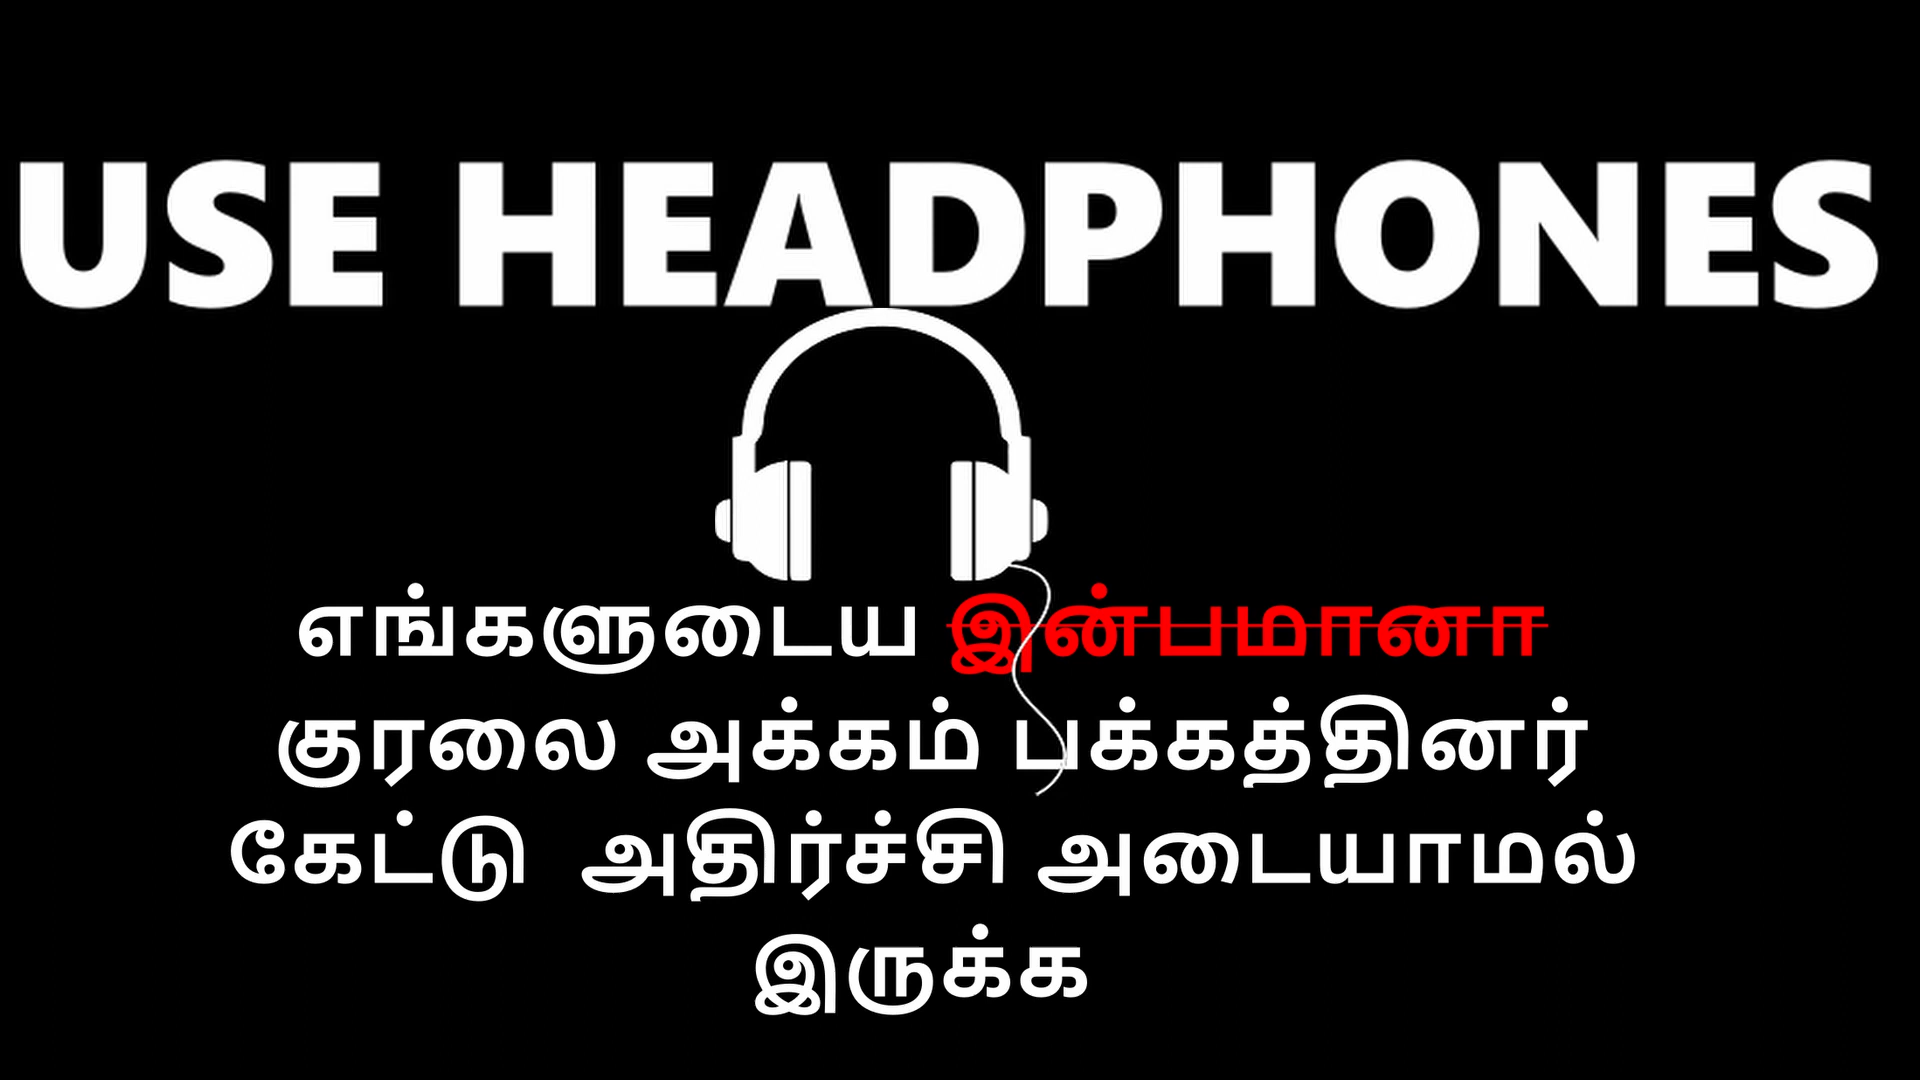 USE HEADPHONES
எங்களுடைய இன்பமானா
குரலை அக்கம் பக்கத்தினர்
கேட்டு அதிர்ச்சி அடையாமல்
இருக்க